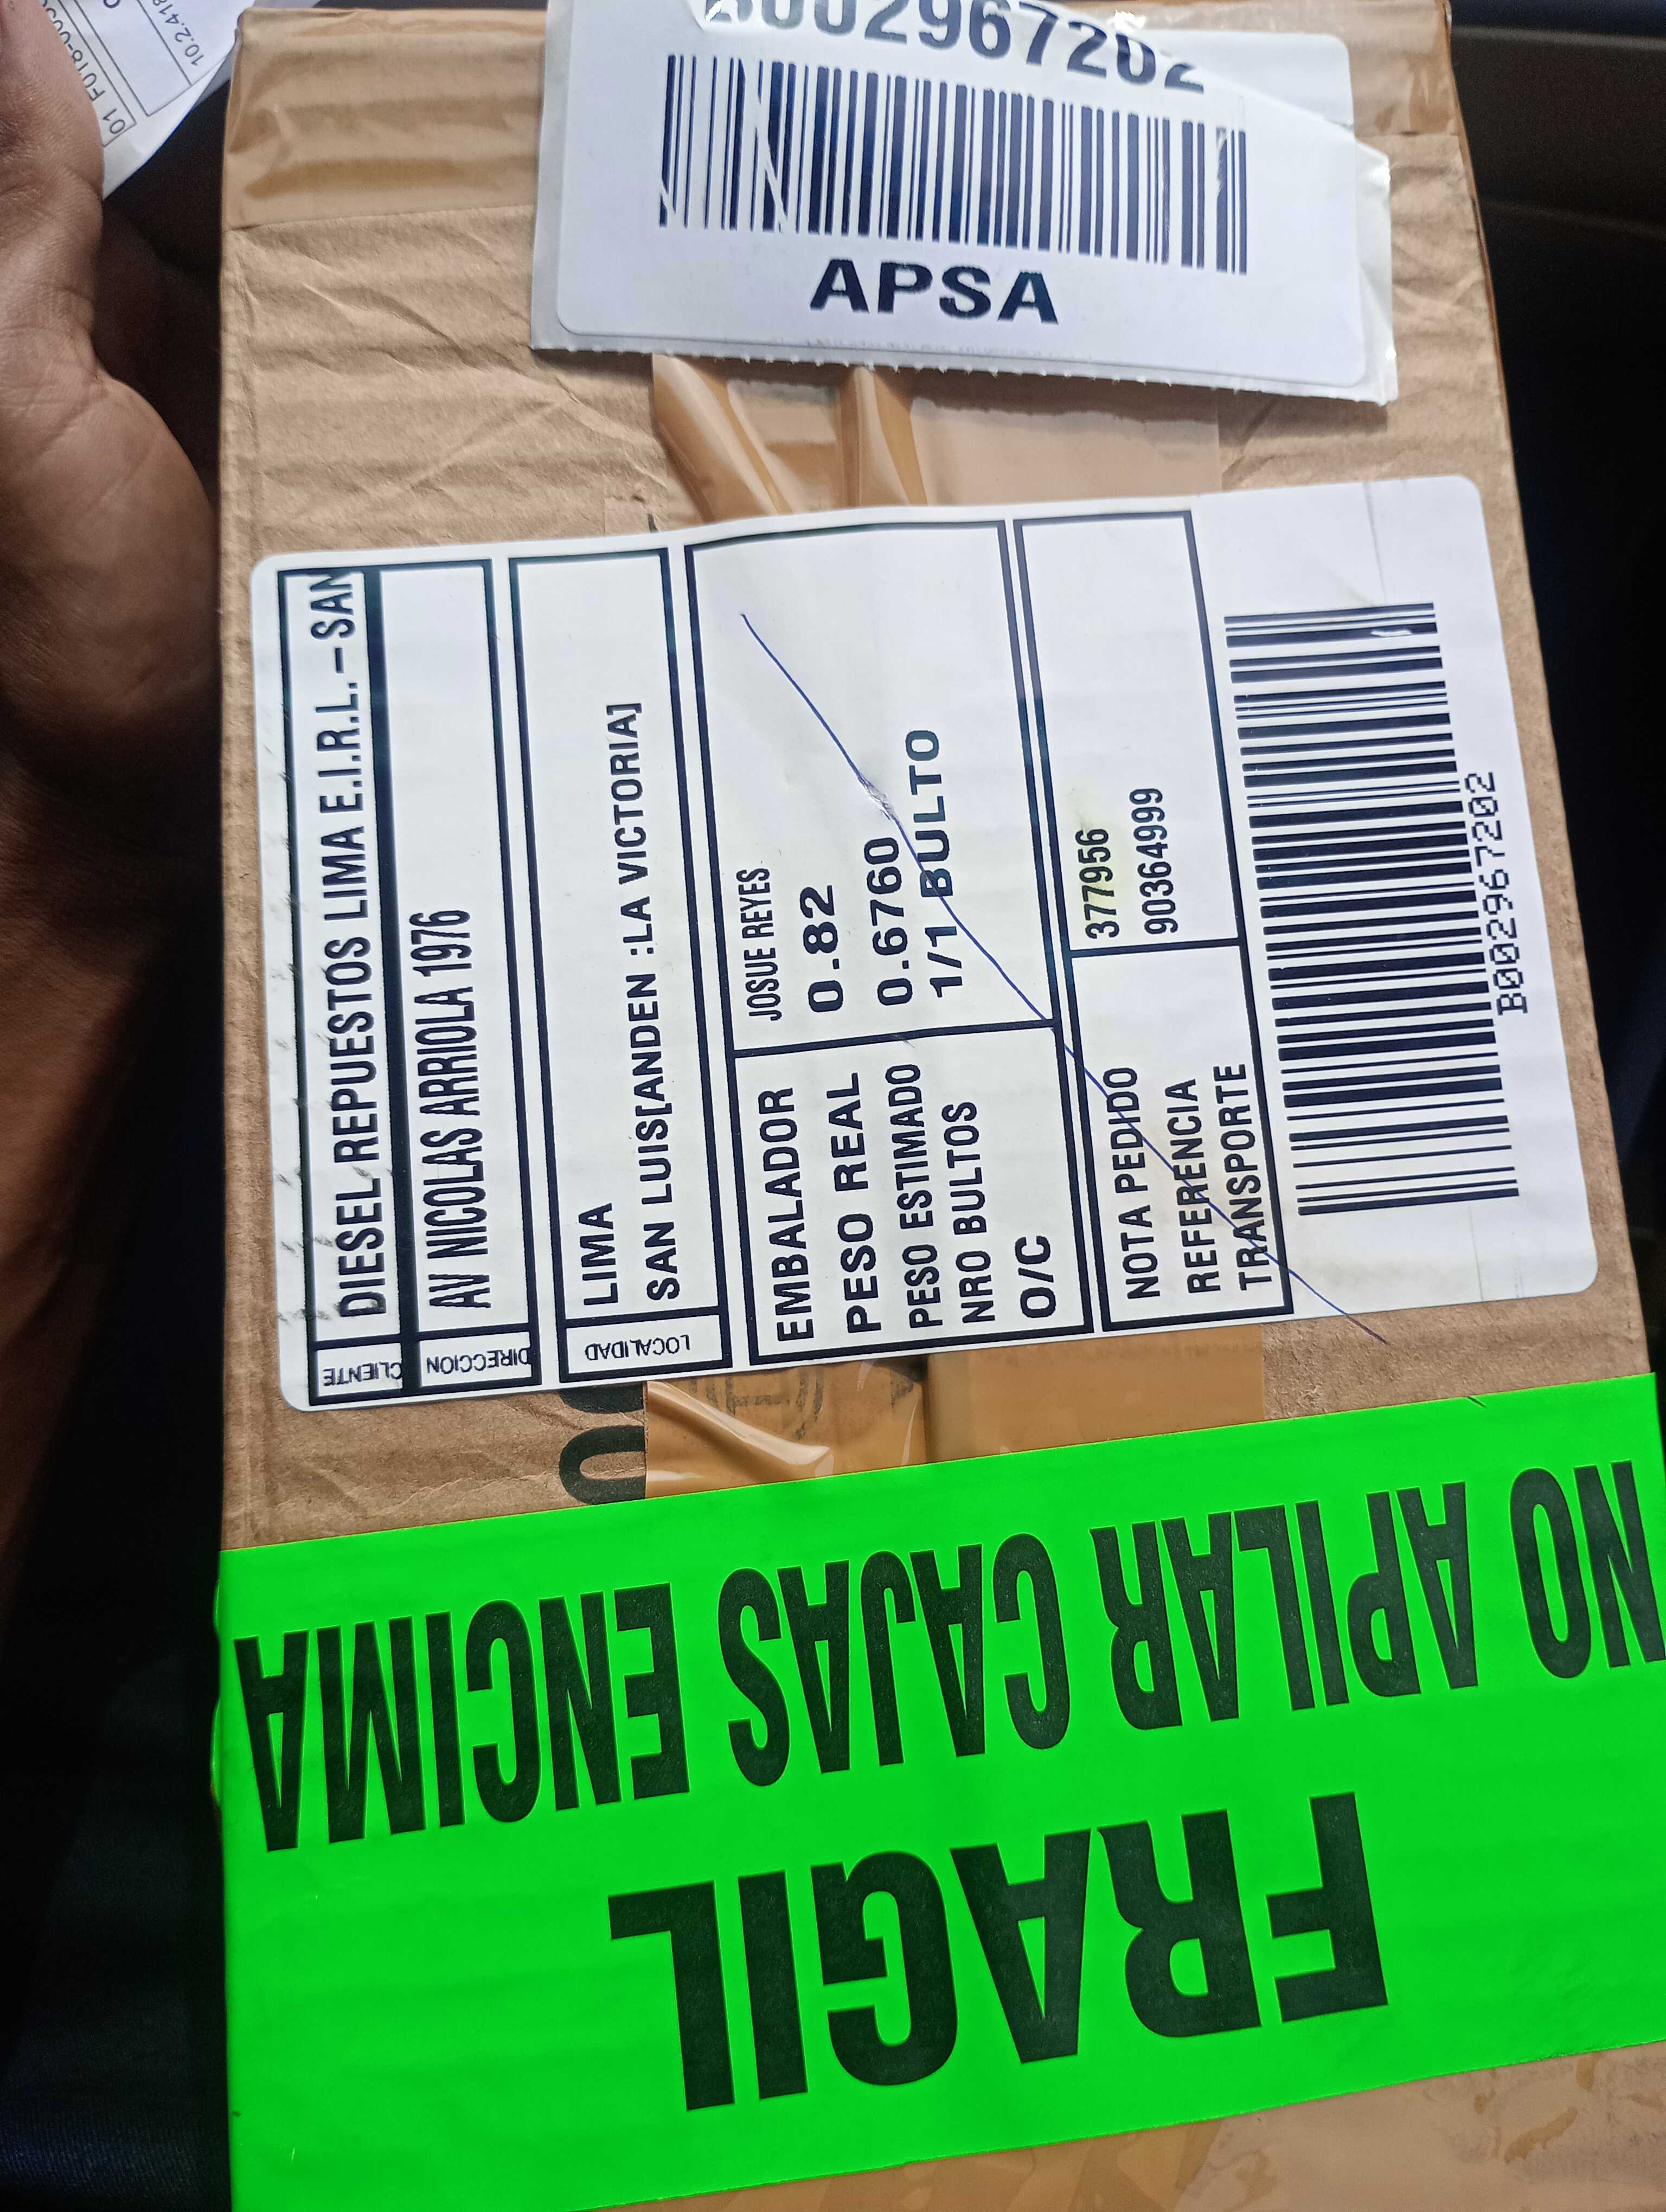 B002967202
APSA
CLIENTE
DIESEL REPUESTOS LIMA E.I.R.L. - SAN
DIRECCION
AV NICOLAS ARRIOLA 1976
LOCALIDAD
LIMA
SAN LUIS[ANDEN :LA VICTORIA]
EMBALADOR JOSUE REYES
PESO REAL 0.82
PESO ESTIMADO 0.6760
NRO BULTOS 1/1 BULTO
O/C
NOTA PEDIDO 377956
REFERENCIA 90364999
TRANSPORTE
B002967202
FRAGIL
NO APILAR CAJAS ENCIMA